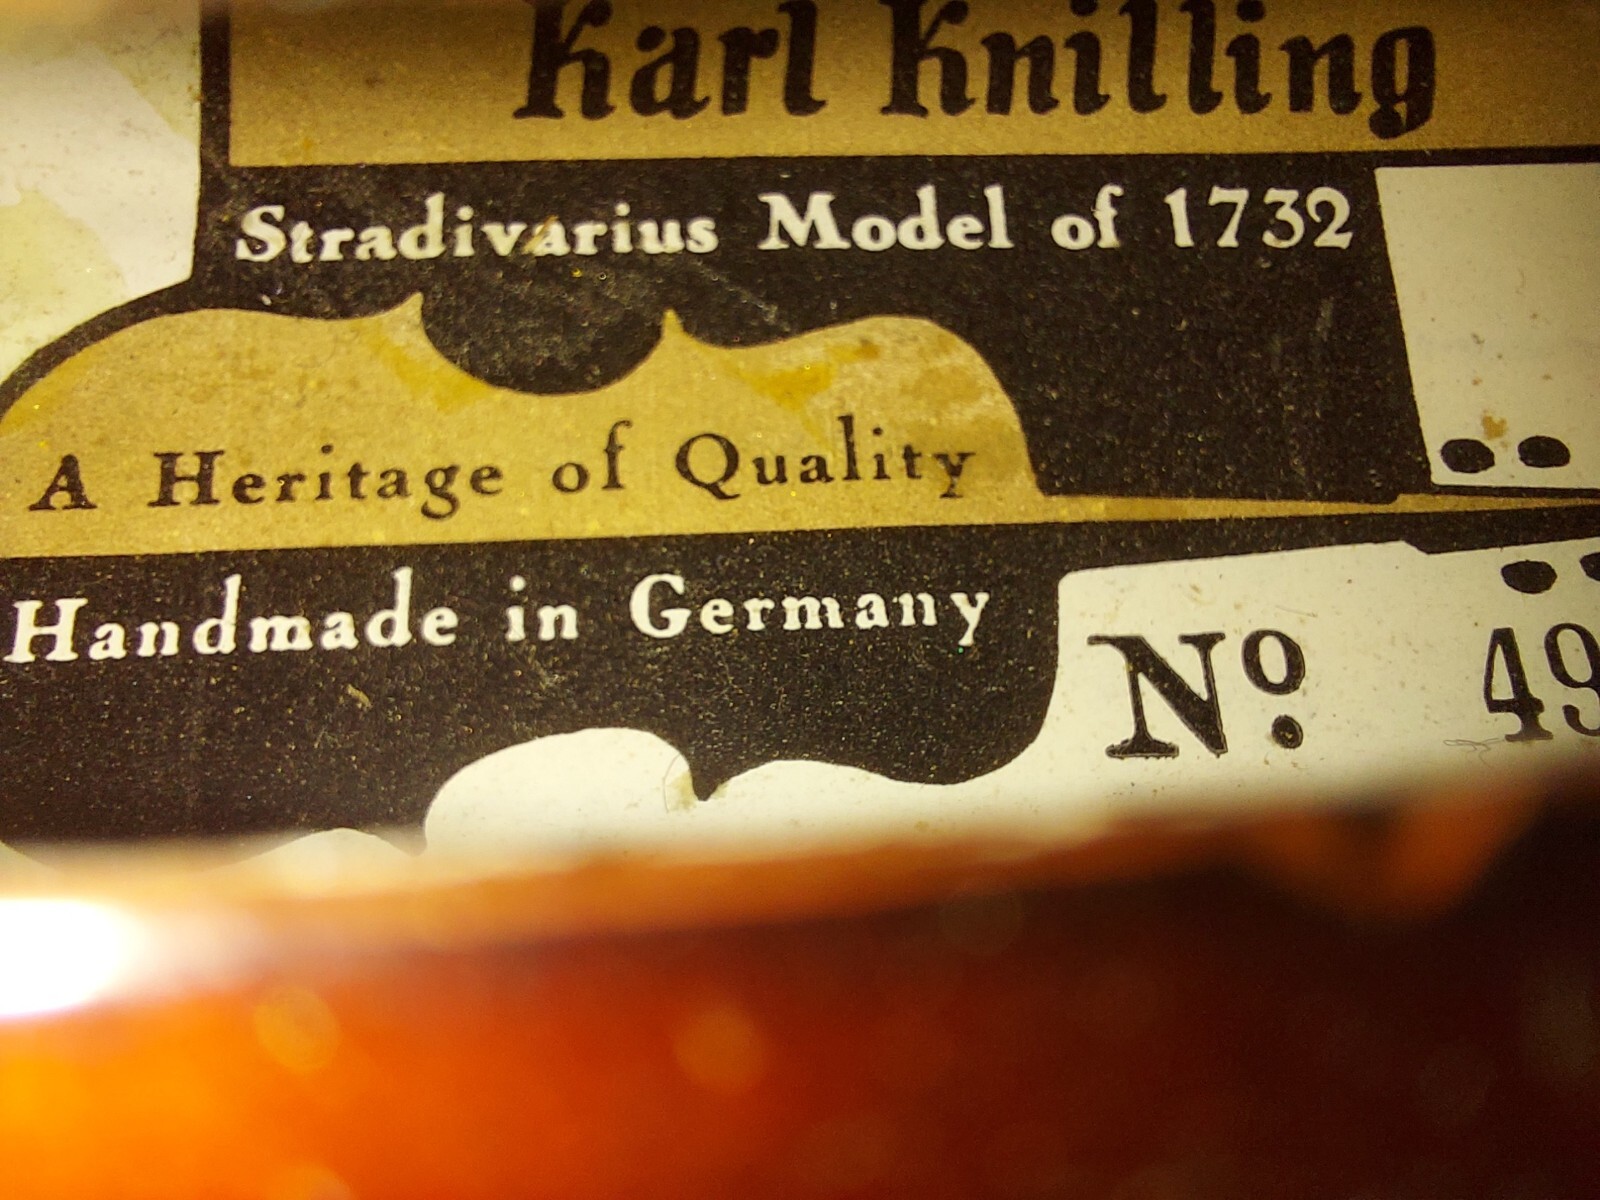 Karl Knilling
Stradivarius Model of 1732
A Heritage of Quality
Handmade in Germany
Nº. 49